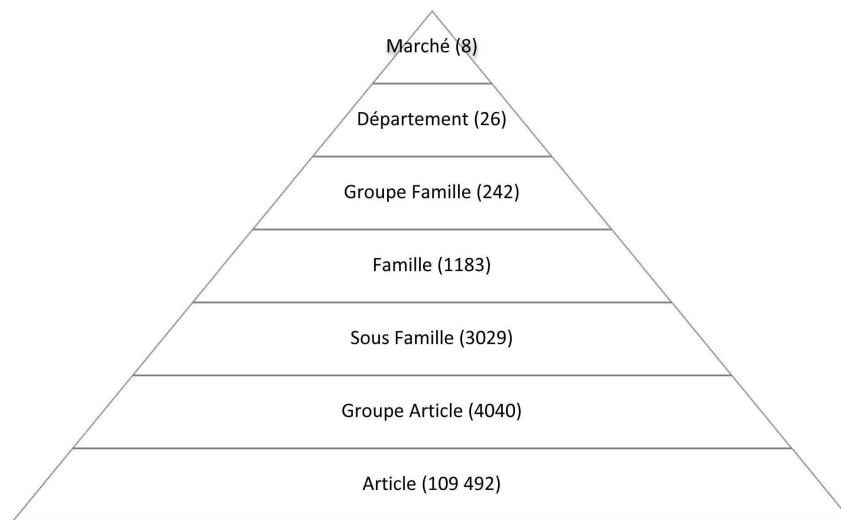 Marché (8)
Département (26)
Groupe Famille (242)
Famille (1183)
Sous Famille (3029)
Groupe Article (4040)
Article (109 492)